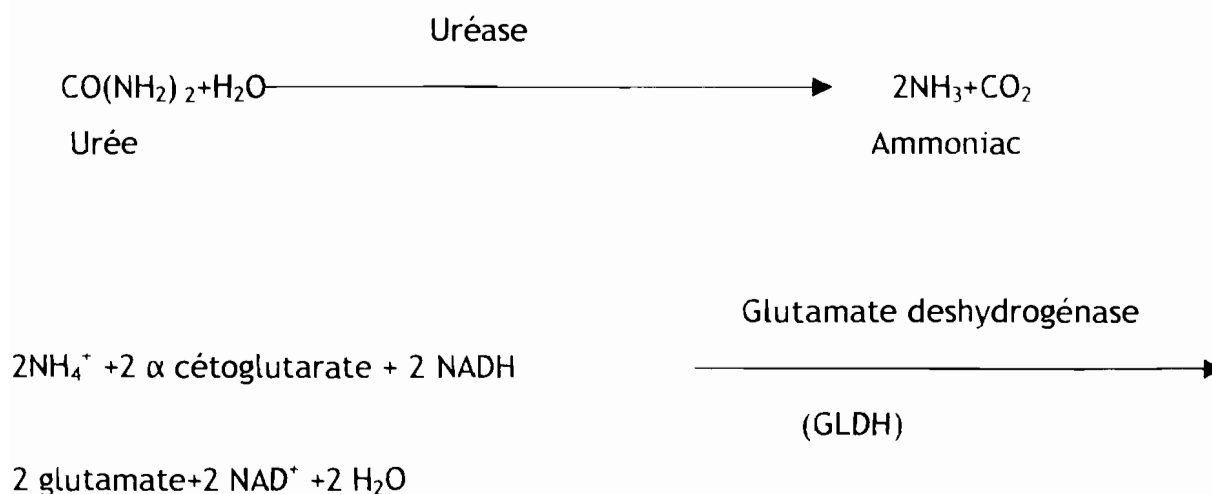 Uréase
CO(NH₂) ₂+H₂O 2NH₃+CO₂
Urée Ammoniac
Glutamate deshydrogénase
2NH₄⁺ +2 α cétoglutarate + 2 NADH
(GLDH)
2 glutamate+2 NAD⁺ +2 H₂O